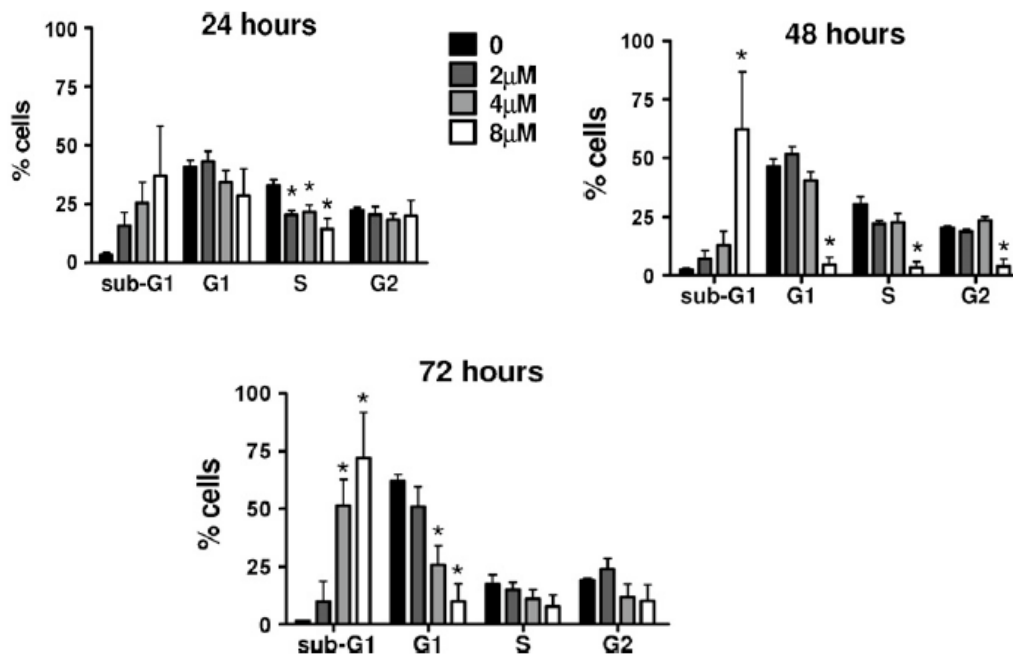 24 hours
% cells
100
75
50
25
0
* * *
sub-G1 G1 S G2
0
2μM
4μM
8μM
48 hours
% cells
100
75
50
25
0
* * * *
sub-G1 G1 S G2
72 hours
% cells
100
75
50
25
0
* * * *
sub-G1 G1 S G2